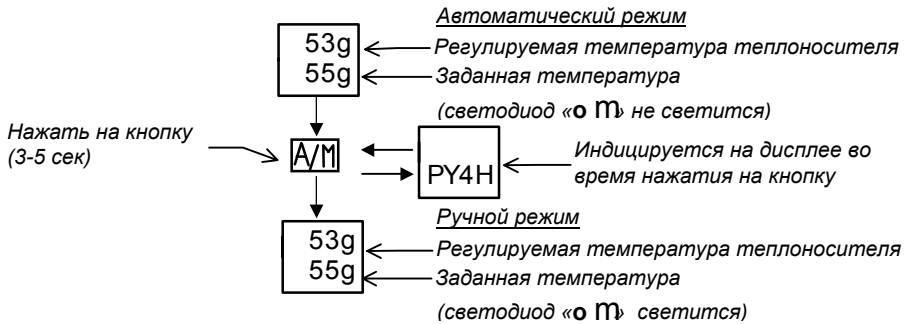 Автоматический режим
53g Регулируемая температура теплоносителя
55g Заданная температура
(светодиод «o m» не светится)
Нажать на кнопку
(3-5 сек)
A/M
PY4H
Индицируется на дисплее во
время нажатия на кнопку
Ручной режим
53g Регулируемая температура теплоносителя
55g Заданная температура
(светодиод «o m» светится)